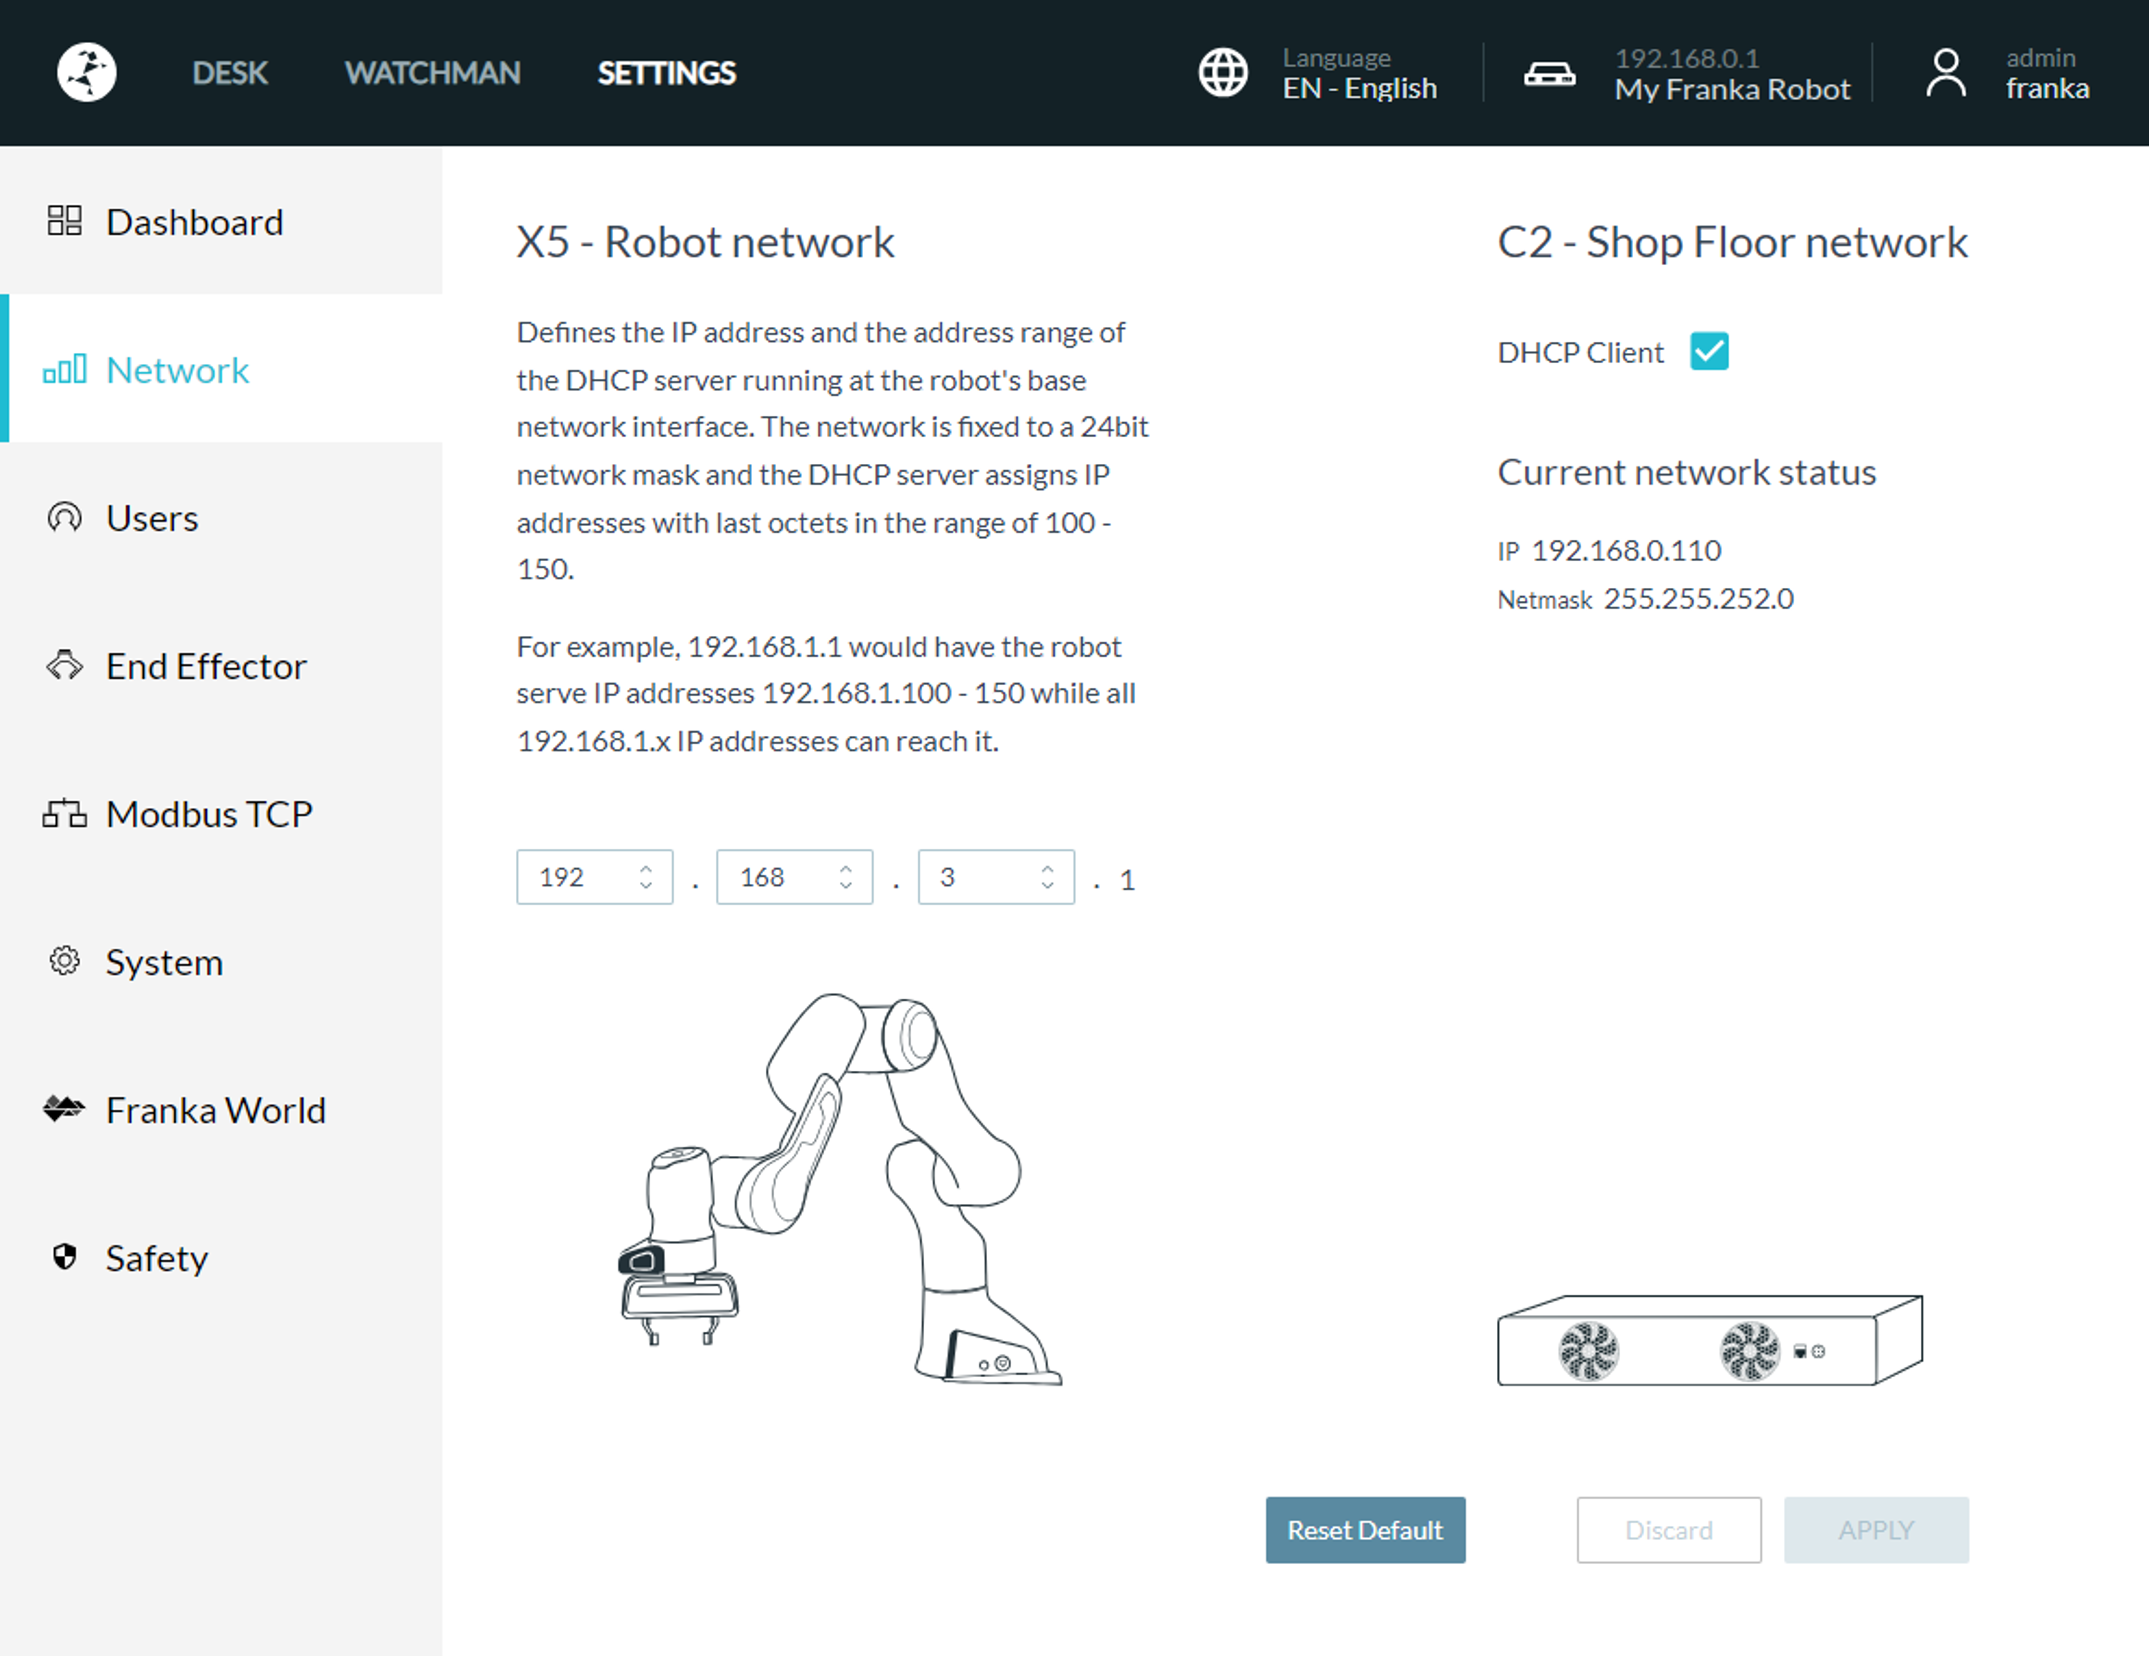 DESK WATCHMAN SETTINGS
Language
EN - English
192.168.0.1
My Franka Robot
admin
franka
Dashboard
Network
Users
End Effector
Modbus TCP
System
Franka World
Safety
X5 - Robot network
Defines the IP address and the address range of
the DHCP server running at the robot's base
network interface. The network is fixed to a 24bit
network mask and the DHCP server assigns IP
addresses with last octets in the range of 100 -
150.
For example, 192.168.1.1 would have the robot
serve IP addresses 192.168.1.100 - 150 while all
192.168.1.x IP addresses can reach it.
192 . 168 . 3 . 1
C2 - Shop Floor network
DHCP Client
Current network status
IP 192.168.0.110
Netmask 255.255.252.0
Reset Default Discard APPLY